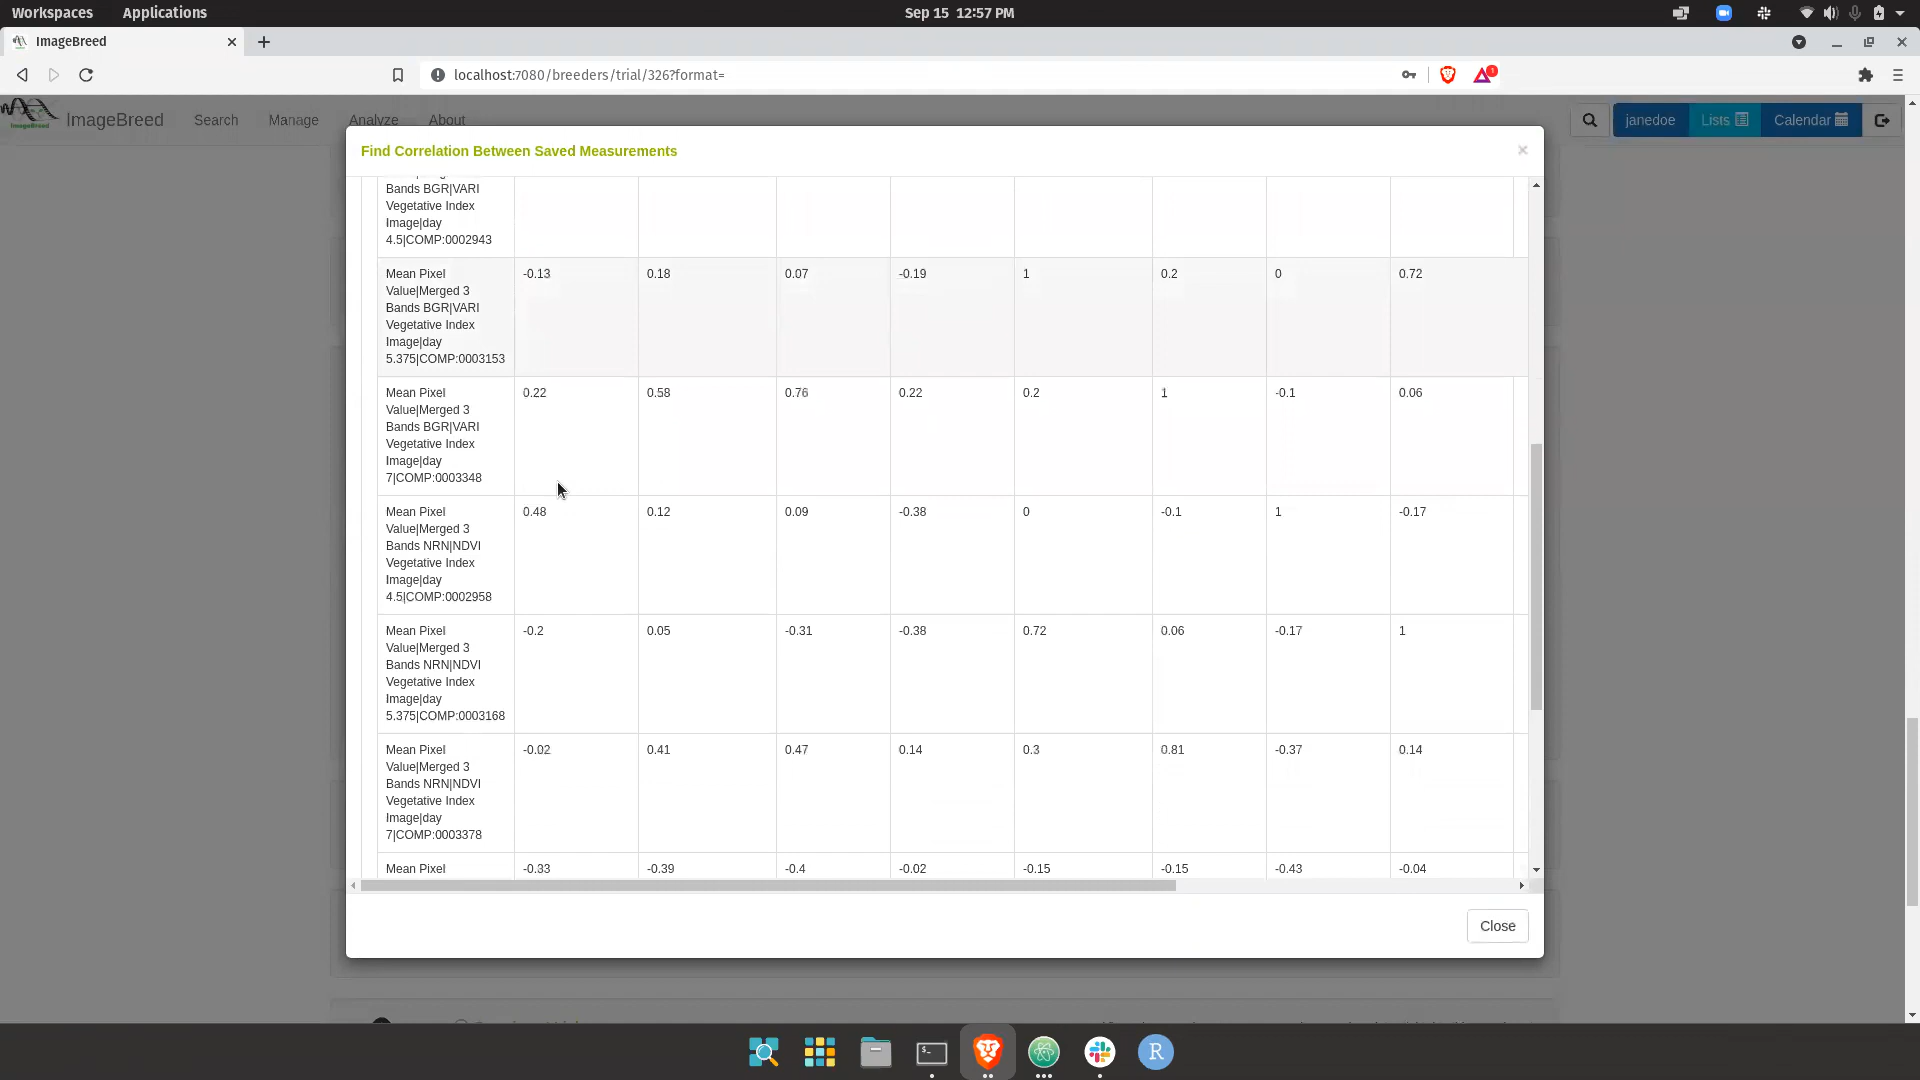 Workspaces Applications Sep 15 12:57 PM
ImageBreed
localhost:7080/breeders/trial/326?format= 1
ImageBreed Search Manage Analyze About janedoe Lists Calendar
Find Correlation Between Saved Measurements ×
Bands BGR|VARI
Vegetative Index
Image|day
4.5|COMP:0002943
Mean Pixel -0.13 0.18 0.07 -0.19 1 0.2 0 0.72
Value|Merged 3
Bands BGR|VARI
Vegetative Index
Image|day
5.375|COMP:0003153
Mean Pixel 0.22 0.58 0.76 0.22 0.2 1 -0.1 0.06
Value|Merged 3
Bands BGR|VARI
Vegetative Index
Image|day
7|COMP:0003348
Mean Pixel 0.48 0.12 0.09 -0.38 0 -0.1 1 -0.17
Value|Merged 3
Bands NRN|NDVI
Vegetative Index
Image|day
4.5|COMP:0002958
Mean Pixel -0.2 0.05 -0.31 -0.38 0.72 0.06 -0.17 1
Value|Merged 3
Bands NRN|NDVI
Vegetative Index
Image|day
5.375|COMP:0003168
Mean Pixel -0.02 0.41 0.47 0.14 0.3 0.81 -0.37 0.14
Value|Merged 3
Bands NRN|NDVI
Vegetative Index
Image|day
7|COMP:0003378
Mean Pixel -0.33 -0.39 -0.4 -0.02 -0.15 -0.15 -0.43 -0.04
Close
R